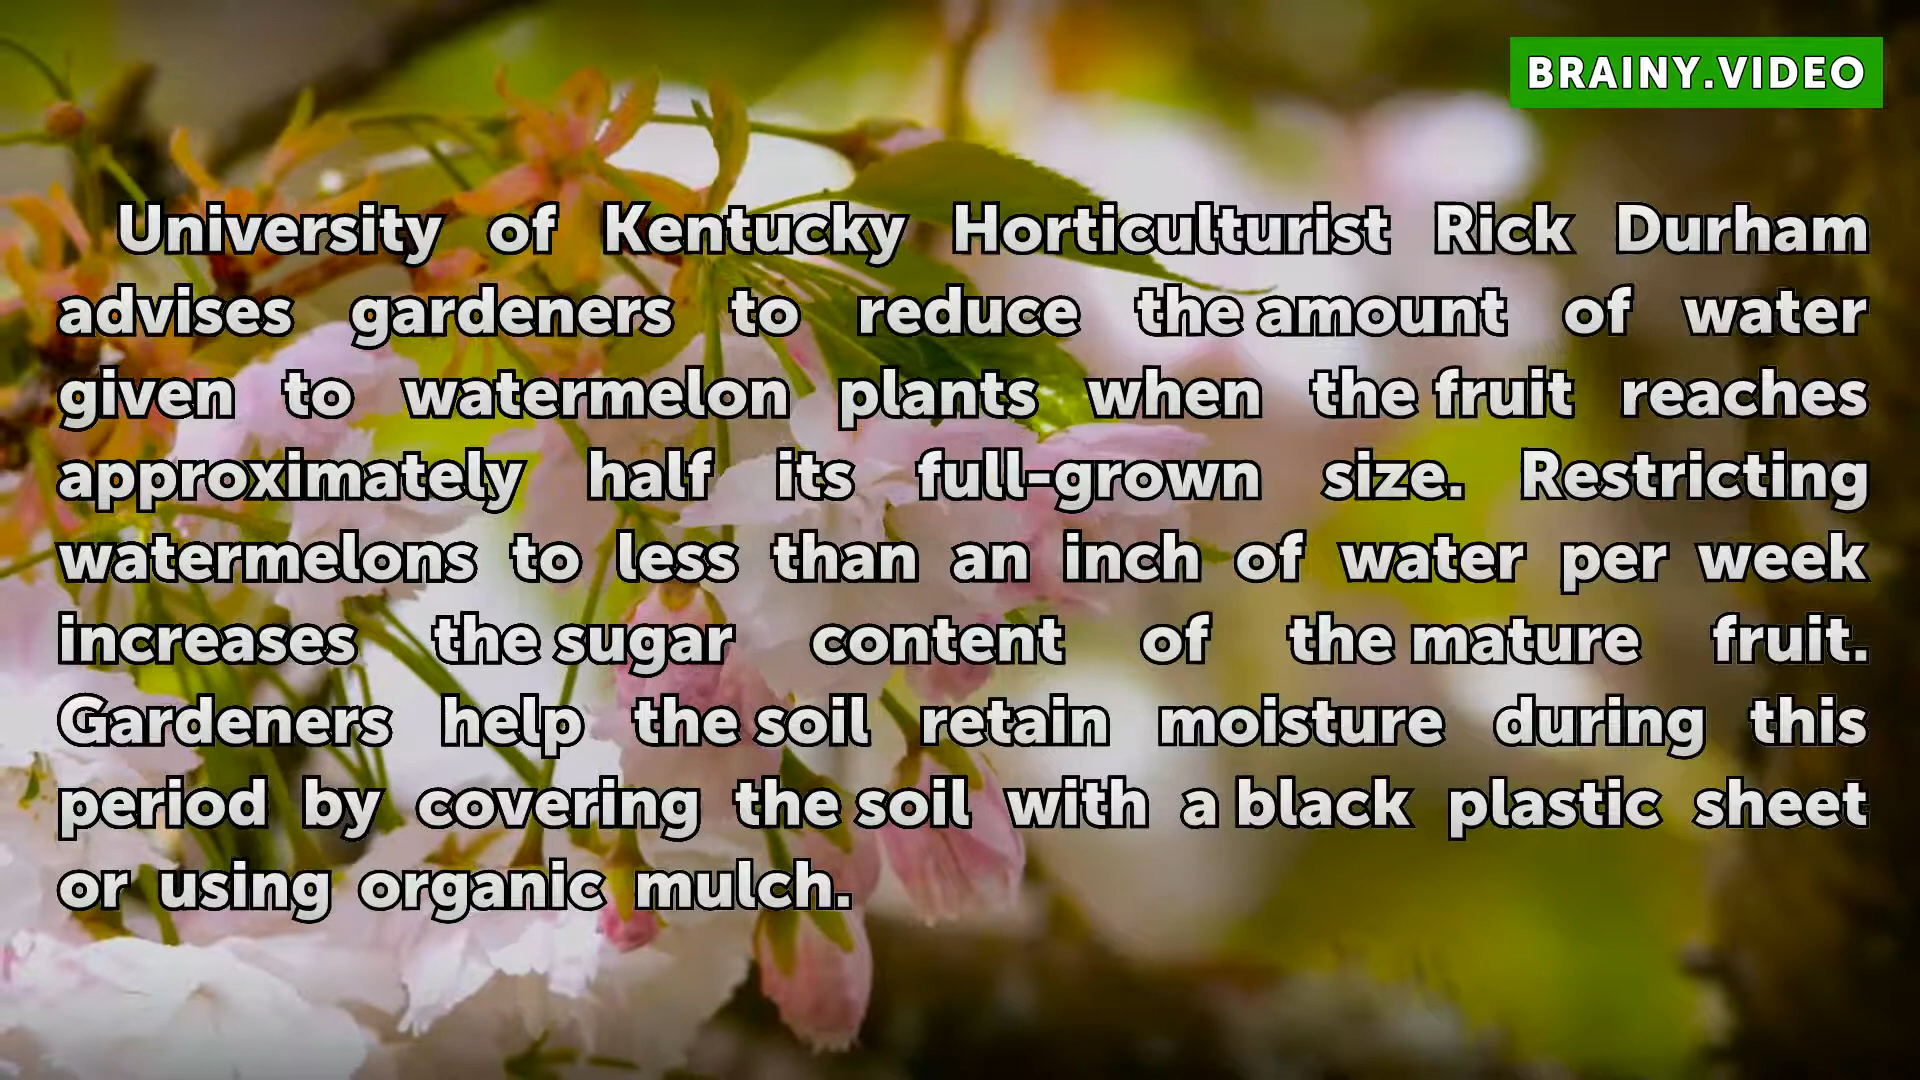 BRAINY.VIDEO
University of Kentucky Horticulturist Rick Durham
advises gardeners to reduce the amount of water
given to watermelon plants when the fruit reaches
approximately half its full-grown size. Restricting
watermelons to less than an inch of water per week
increases the sugar content of the mature fruit.
Gardeners help the soil retain moisture during this
period by covering the soil with a black plastic sheet
or using organic mulch.